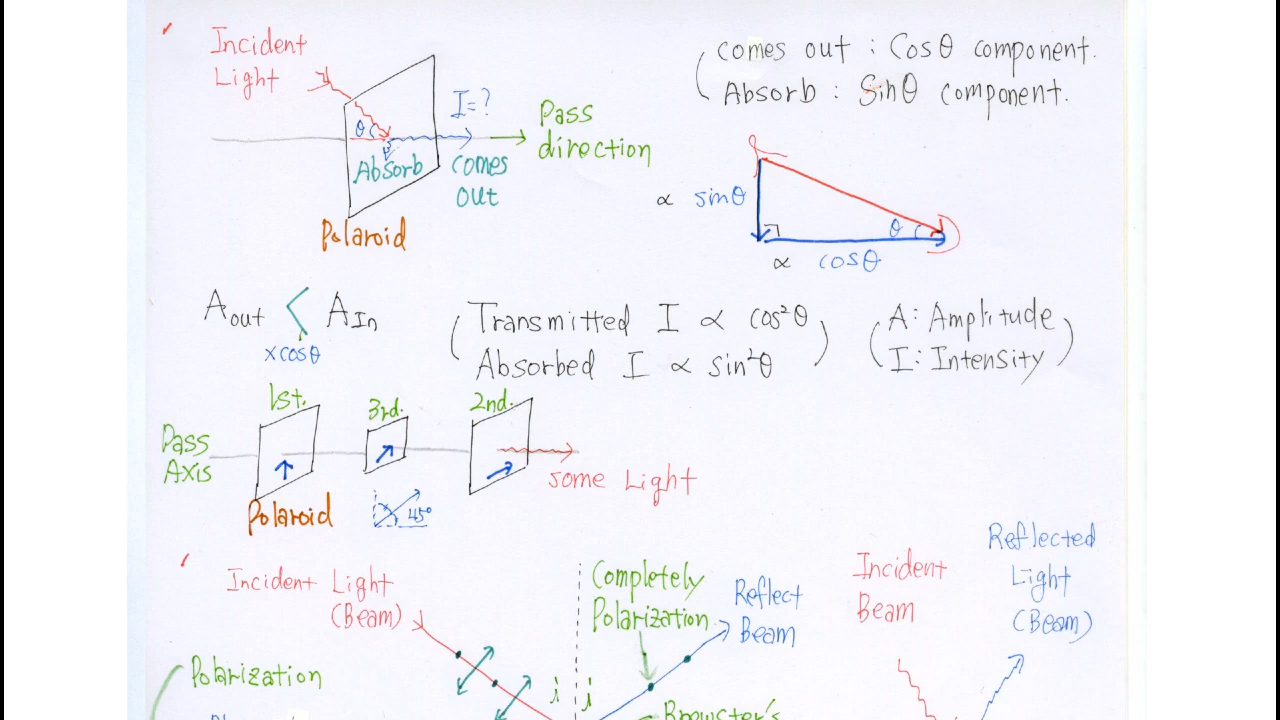 Incident
Light
θ
I=?
Absorb
comes
out
Pass
direction
Polaroid
comes out : Cosθ component.
Absorb : Sinθ component.
∝ sinθ
θ
∝ cosθ
Aout < AIn
×cosθ
(Transmitted I ∝ cos²θ)
(Absorbed I ∝ sin²θ)
(A: Amplitude)
(I: Intensity)
1st.
3rd.
2nd.
Pass
Axis
Polaroid
45°
some Light
Incident Light
(Beam)
Completely
Polarization
Reflect
Beam
Incident
Beam
Reflected
Light
(Beam)
Polarization
i i
Brewster's